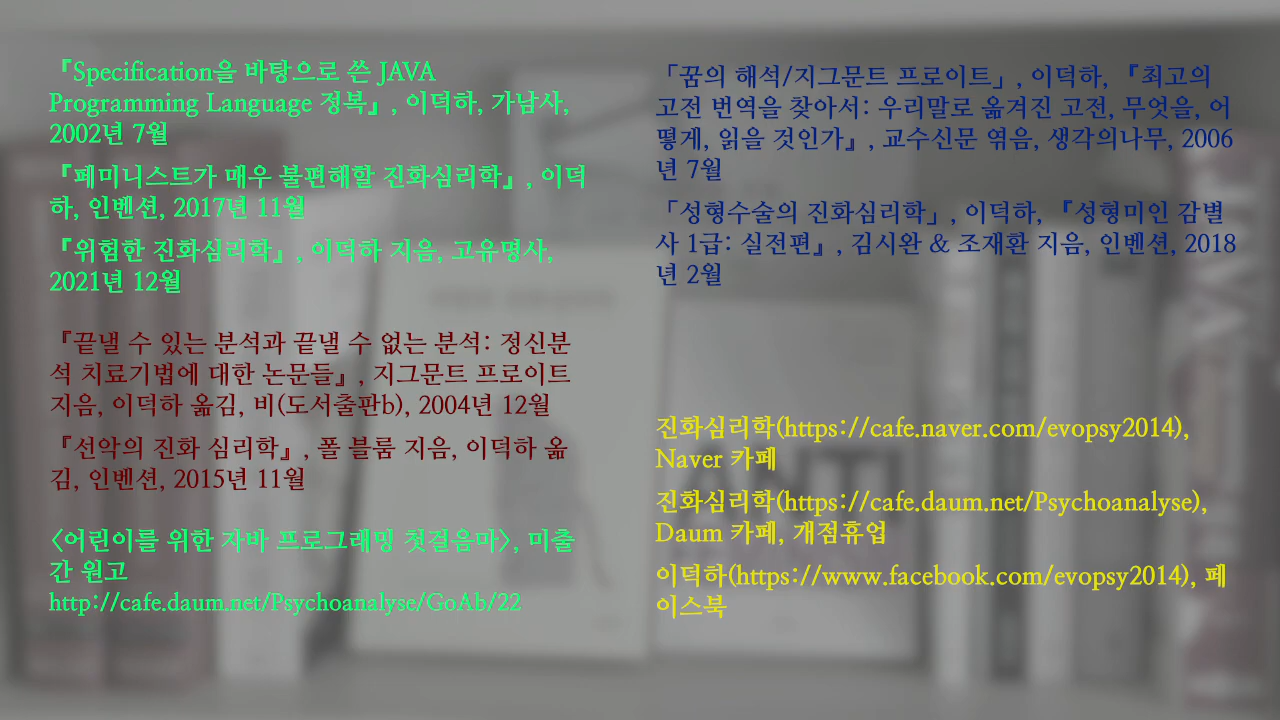 『Specification을 바탕으로 쓴 JAVA
Programming Language 정복』, 이덕하, 가남사,
2002년 7월
『페미니스트가 매우 불편해할 진화심리학』, 이덕
하, 인벤션, 2017년 11월
『위험한 진화심리학』, 이덕하 지음, 고유명사,
2021년 12월
『끝낼 수 있는 분석과 끝낼 수 없는 분석: 정신분
석 치료기법에 대한 논문들』, 지그문트 프로이트
지음, 이덕하 옮김, 비(도서출판b), 2004년 12월
『선악의 진화 심리학』, 폴 블룸 지음, 이덕하 옮
김, 인벤션, 2015년 11월
<어린이를 위한 자바 프로그래밍 첫걸음마>, 미출
간 원고
http://cafe.daum.net/Psychoanalyse/GoAb/22
「꿈의 해석/지그문트 프로이트」, 이덕하, 『최고의
고전 번역을 찾아서: 우리말로 옮겨진 고전, 무엇을, 어
떻게, 읽을 것인가』, 교수신문 엮음, 생각의나무, 2006
년 7월
「성형수술의 진화심리학」, 이덕하, 『성형미인 감별
사 1급: 실전편』, 김시완 & 조재환 지음, 인벤션, 2018
년 2월
진화심리학(https://cafe.naver.com/evopsy2014),
Naver 카페
진화심리학(https://cafe.daum.net/Psychoanalyse),
Daum 카페, 개점휴업
이덕하(https://www.facebook.com/evopsy2014), 페
이스북